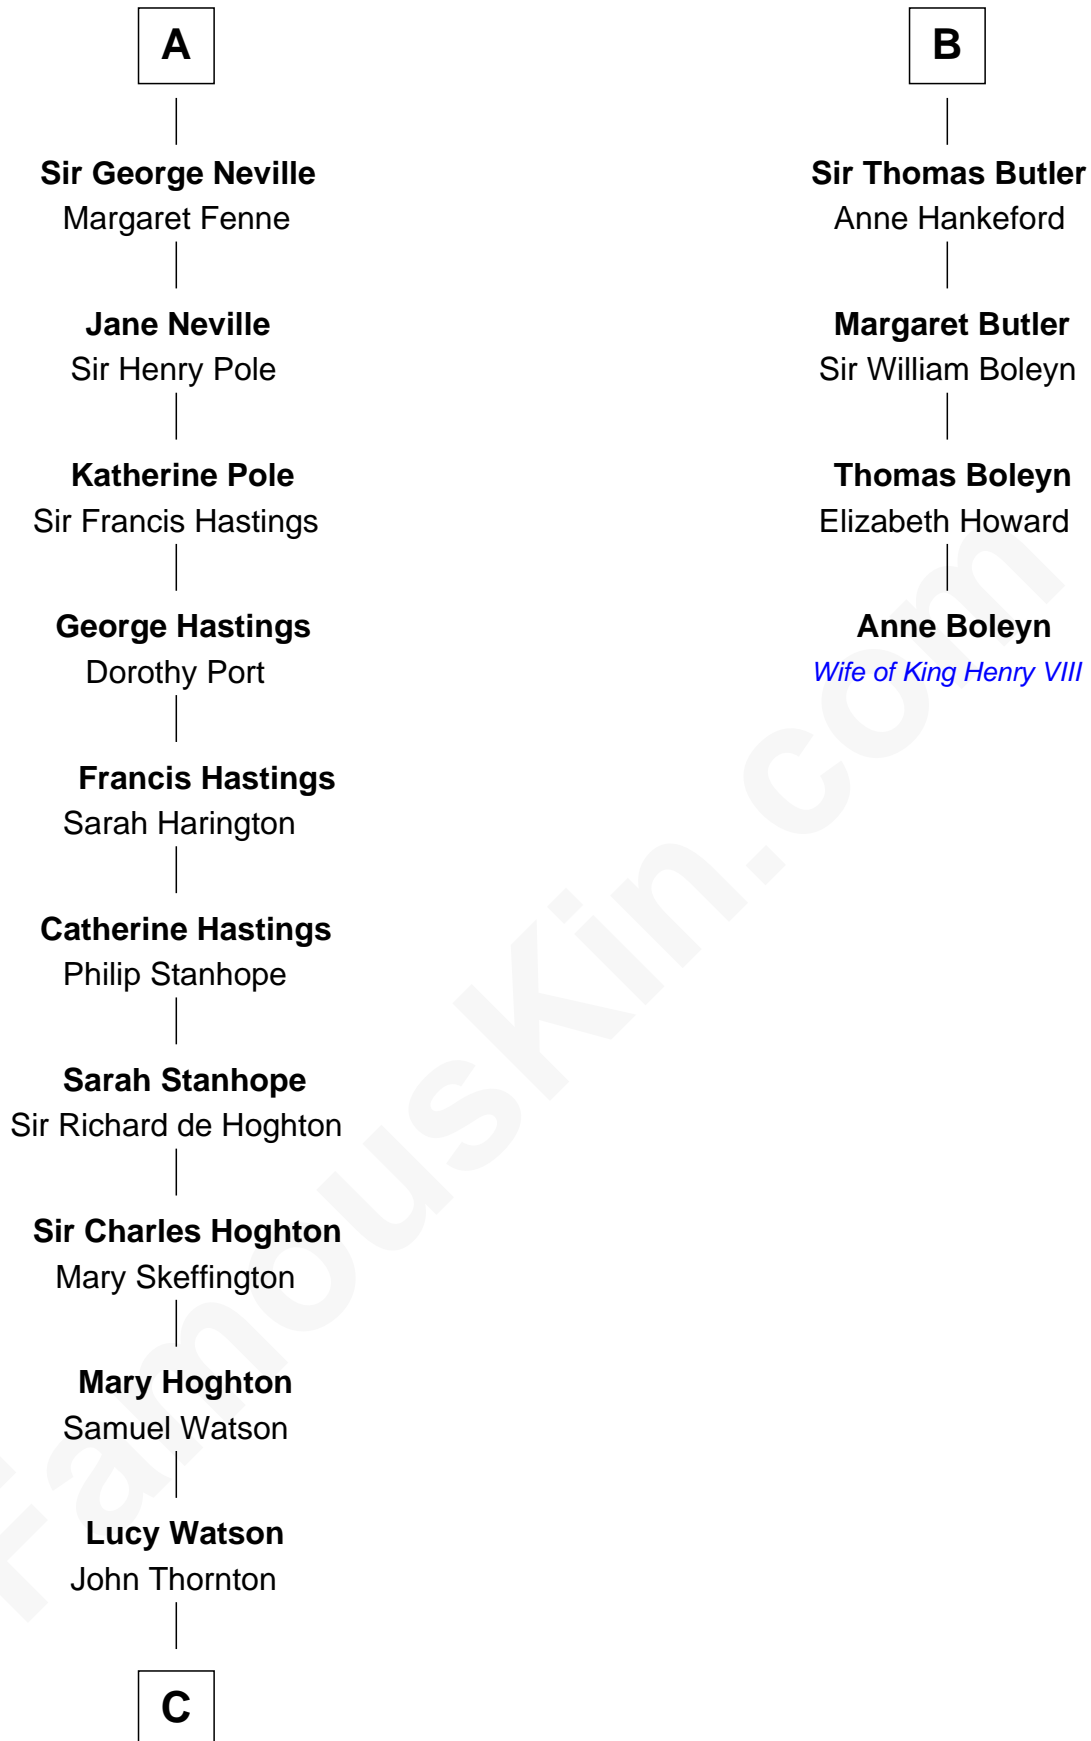 A
Sir George Neville
Margaret Fenne
Jane Neville
Sir Henry Pole
Katherine Pole
Sir Francis Hastings
George Hastings
Dorothy Port
Francis Hastings
Sarah Harington
Catherine Hastings
Philip Stanhope
Sarah Stanhope
Sir Richard de Hoghton
Sir Charles Hoghton
Mary Skeffington
Mary Hoghton
Samuel Watson
Lucy Watson
John Thornton
C
B
Sir Thomas Butler
Anne Hankeford
Margaret Butler
Sir William Boleyn
Thomas Boleyn
Elizabeth Howard
Anne Boleyn
Wife of King Henry VIII
FamousKin.com